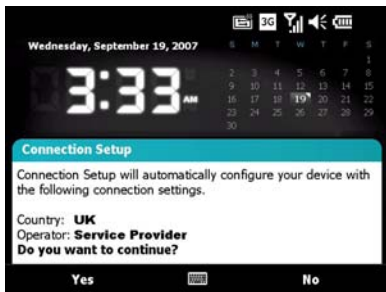 3G
Wednesday, September 19, 2007
3:33 AM
S M T W T F S
1
2 3 4 5 6 7 8
9 10 11 12 13 14 15
16 17 18 19 20 21 22
23 24 25 26 27 28 29
30
Connection Setup
Connection Setup will automatically configure your device with
the following connection settings.
Country: UK
Operator: Service Provider
Do you want to continue?
Yes No